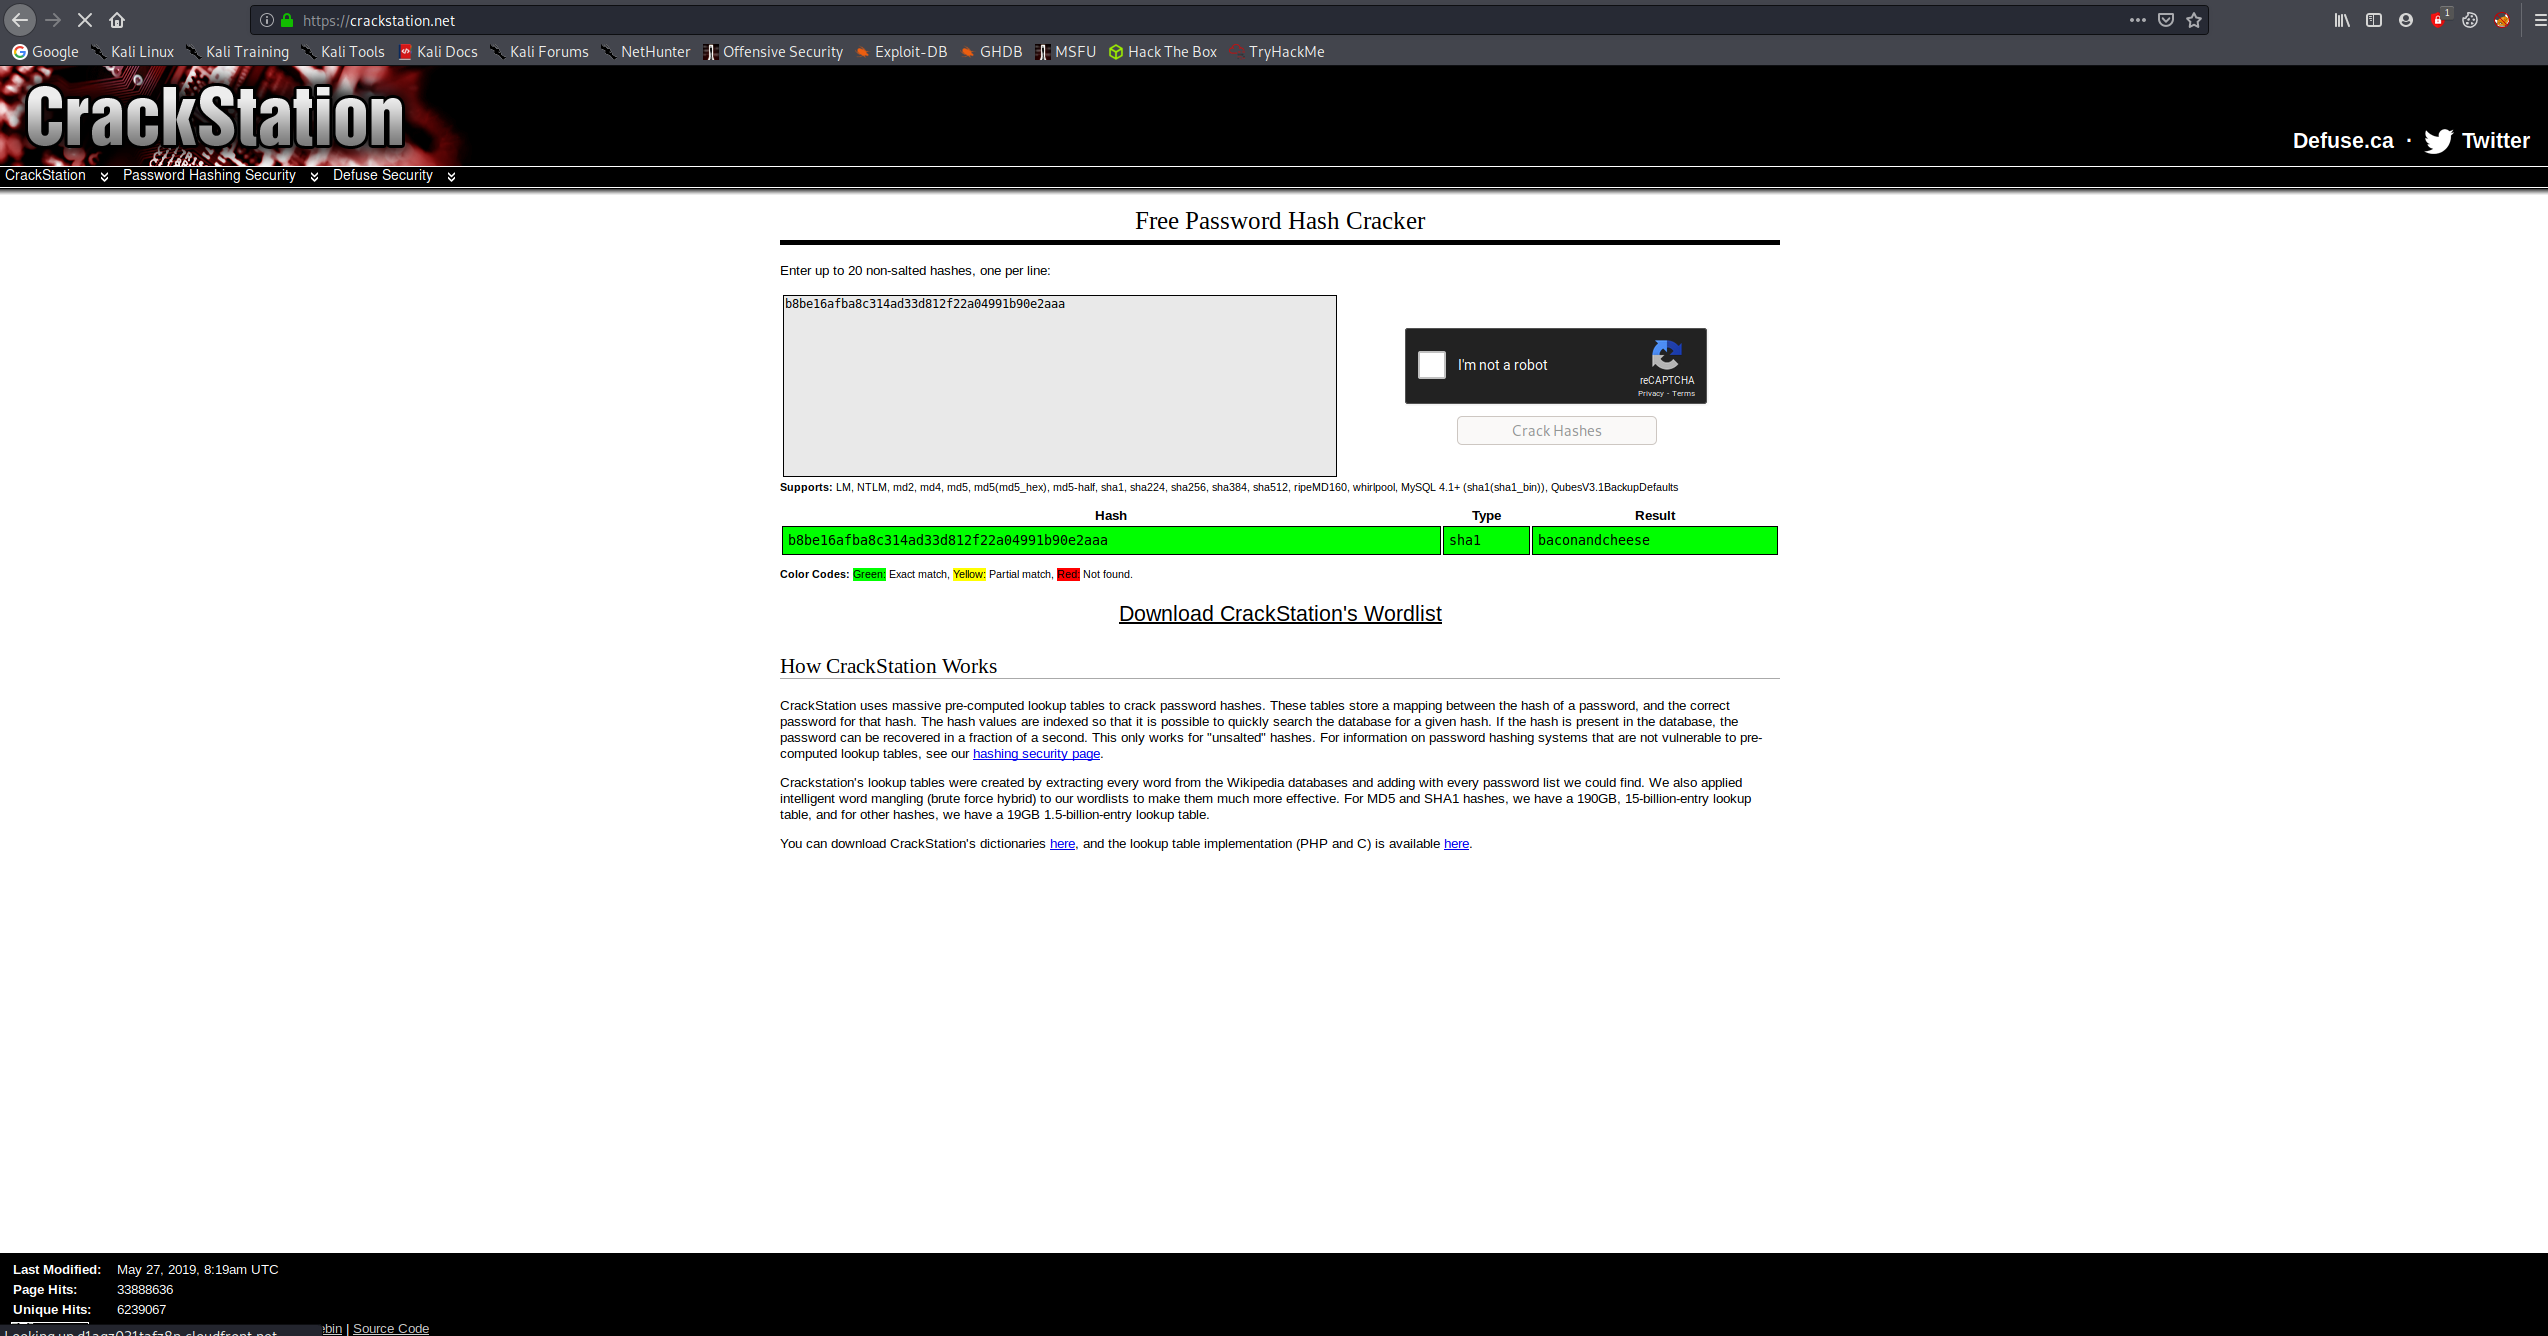 https://crackstation.net
1
Google Kali Linux Kali Training Kali Tools Kali Docs Kali Forums NetHunter Offensive Security Exploit-DB GHDB MSFU Hack The Box TryHackMe
CrackStation
Defuse.ca · Twitter
CrackStation Password Hashing Security Defuse Security
Free Password Hash Cracker
Enter up to 20 non-salted hashes, one per line:
b8be16afba8c314ad33d812f22a04991b90e2aaa
I'm not a robot
reCAPTCHA
Privacy - Terms
Crack Hashes
Supports: LM, NTLM, md2, md4, md5, md5(md5_hex), md5-half, sha1, sha224, sha256, sha384, sha512, ripeMD160, whirlpool, MySQL 4.1+ (sha1(sha1_bin)), QubesV3.1BackupDefaults
Hash Type Result
b8be16afba8c314ad33d812f22a04991b90e2aaa sha1 baconandcheese
Color Codes: Green: Exact match, Yellow: Partial match, Red: Not found.
Download CrackStation's Wordlist
How CrackStation Works
CrackStation uses massive pre-computed lookup tables to crack password hashes. These tables store a mapping between the hash of a password, and the correct
password for that hash. The hash values are indexed so that it is possible to quickly search the database for a given hash. If the hash is present in the database, the
password can be recovered in a fraction of a second. This only works for "unsalted" hashes. For information on password hashing systems that are not vulnerable to pre-
computed lookup tables, see our hashing security page.
Crackstation's lookup tables were created by extracting every word from the Wikipedia databases and adding with every password list we could find. We also applied
intelligent word mangling (brute force hybrid) to our wordlists to make them much more effective. For MD5 and SHA1 hashes, we have a 190GB, 15-billion-entry lookup
table, and for other hashes, we have a 19GB 1.5-billion-entry lookup table.
You can download CrackStation's dictionaries here, and the lookup table implementation (PHP and C) is available here.
Last Modified: May 27, 2019, 8:19am UTC
Page Hits: 33888636
Unique Hits: 6239067
ebin | Source Code
Looking up